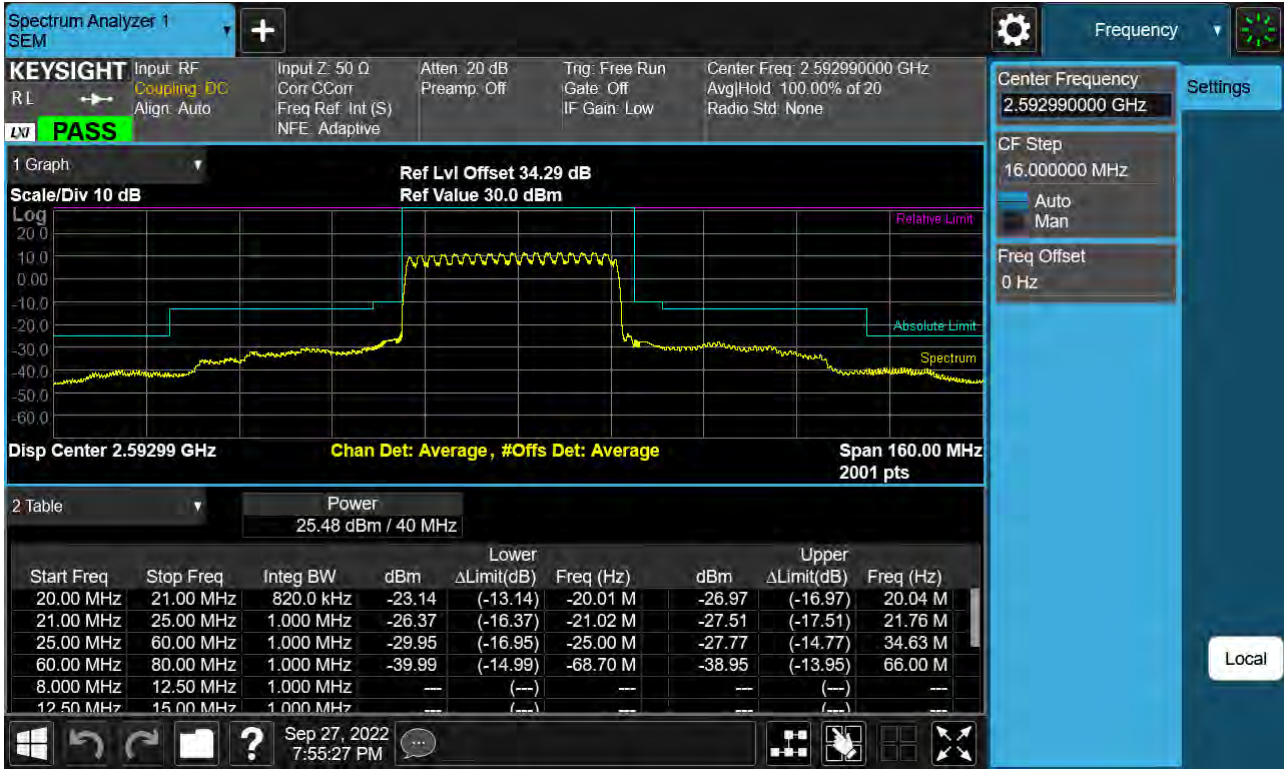 Spectrum Analyzer 1
SEM
+
Frequency
KEYSIGHT
R L
LXI
PASS
Input: RF
Coupling: DC
Align: Auto
Input Z: 50 Ω
Corr CCorr
Freq Ref: Int (S)
NFE: Adaptive
Atten: 20 dB
Preamp: Off
Trig: Free Run
Gate: Off
IF Gain: Low
Center Freq: 2.592990000 GHz
Avg|Hold: 100.00% of 20
Radio Std: None
Center Frequency
2.592990000 GHz
Settings
CF Step
16.000000 MHz
Auto
Man
Freq Offset
0 Hz
Local
1 Graph
Scale/Div 10 dB
Ref Lvl Offset 34.29 dB
Ref Value 30.0 dBm
Log
Relative Limit
20.0
10.0
0.00
-10.0
-20.0
Absolute Limit
-30.0
Spectrum
-40.0
-50.0
-60.0
Disp Center 2.59299 GHz
Chan Det: Average, #Offs Det: Average
Span 160.00 MHz
2001 pts
2 Table
Power
25.48 dBm / 40 MHz
Lower Upper
Start Freq Stop Freq Integ BW dBm ΔLimit(dB) Freq (Hz) dBm ΔLimit(dB) Freq (Hz)
20.00 MHz 21.00 MHz 820.0 kHz -23.14 (-13.14) -20.01 M -26.97 (-16.97) 20.04 M
21.00 MHz 25.00 MHz 1.000 MHz -26.37 (-16.37) -21.02 M -27.51 (-17.51) 21.76 M
25.00 MHz 60.00 MHz 1.000 MHz -29.95 (-16.95) -25.00 M -27.77 (-14.77) 34.63 M
60.00 MHz 80.00 MHz 1.000 MHz -39.99 (-14.99) -68.70 M -38.95 (-13.95) 66.00 M
8.000 MHz 12.50 MHz 1.000 MHz --- (---) --- --- (---) ---
12.50 MHz 15.00 MHz 1.000 MHz --- (---) --- --- (---) ---
?
Sep 27, 2022
7:55:27 PM